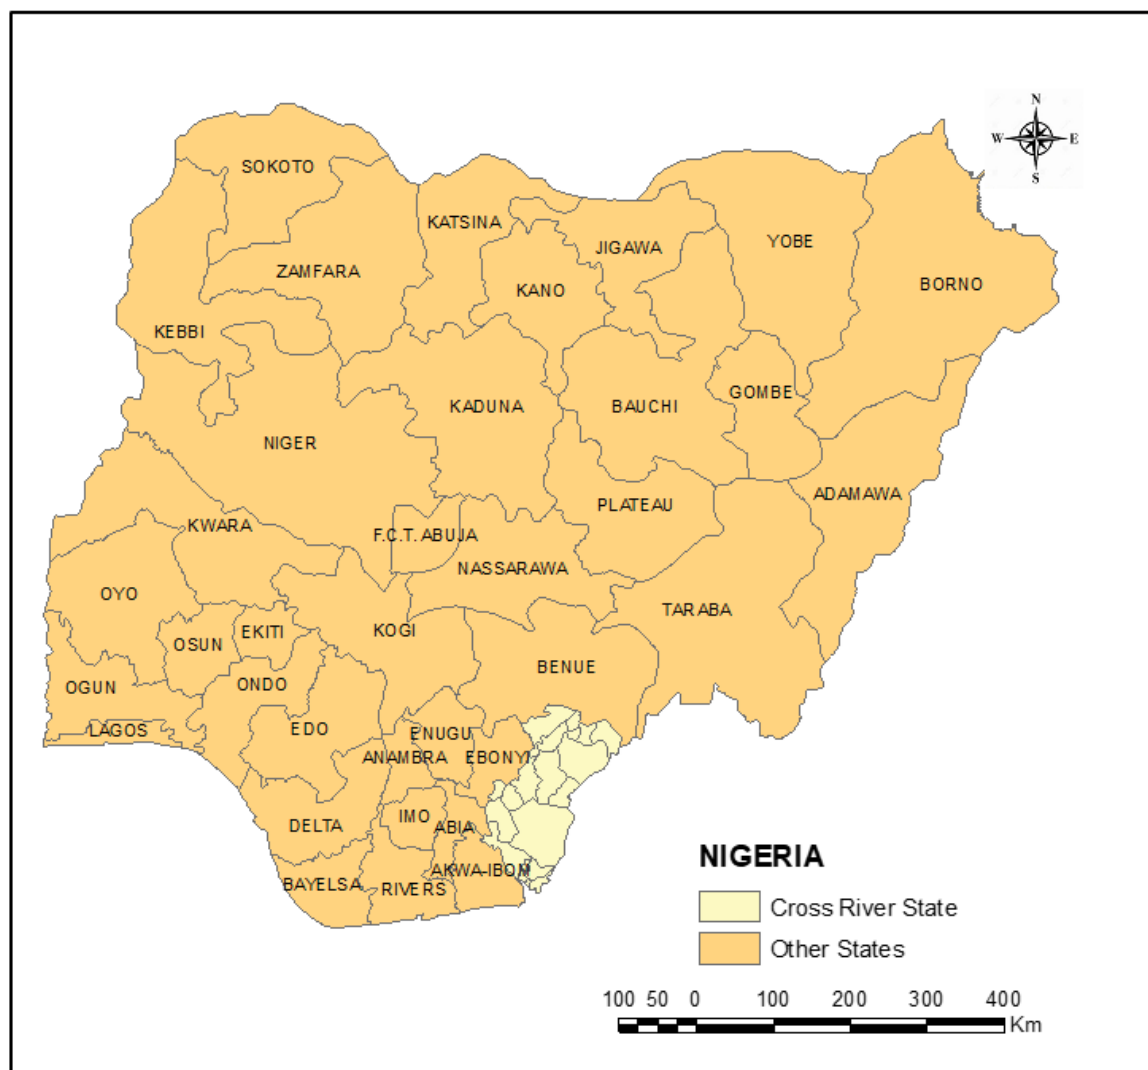 N
W E
S
SOKOTO
KATSINA
JIGAWA
YOBE
ZAMFARA
KANO
BORNO
KEBBI
GOMBE
KADUNA
BAUCHI
NIGER
ADAMAWA
PLATEAU
KWARA
F.C.T. ABUJA
NASSARAWA
OYO
TARABA
EKITI
KOGI
OSUN
BENUE
OGUN
ONDO
LAGOS
EDO
ENUGU
ANAMBRA
EBONYI
IMO
DELTA
ABIA
AKWA-IBOM
BAYELSA
RIVERS
NIGERIA
Cross River State
Other States
100 50 0 100 200 300 400
Km